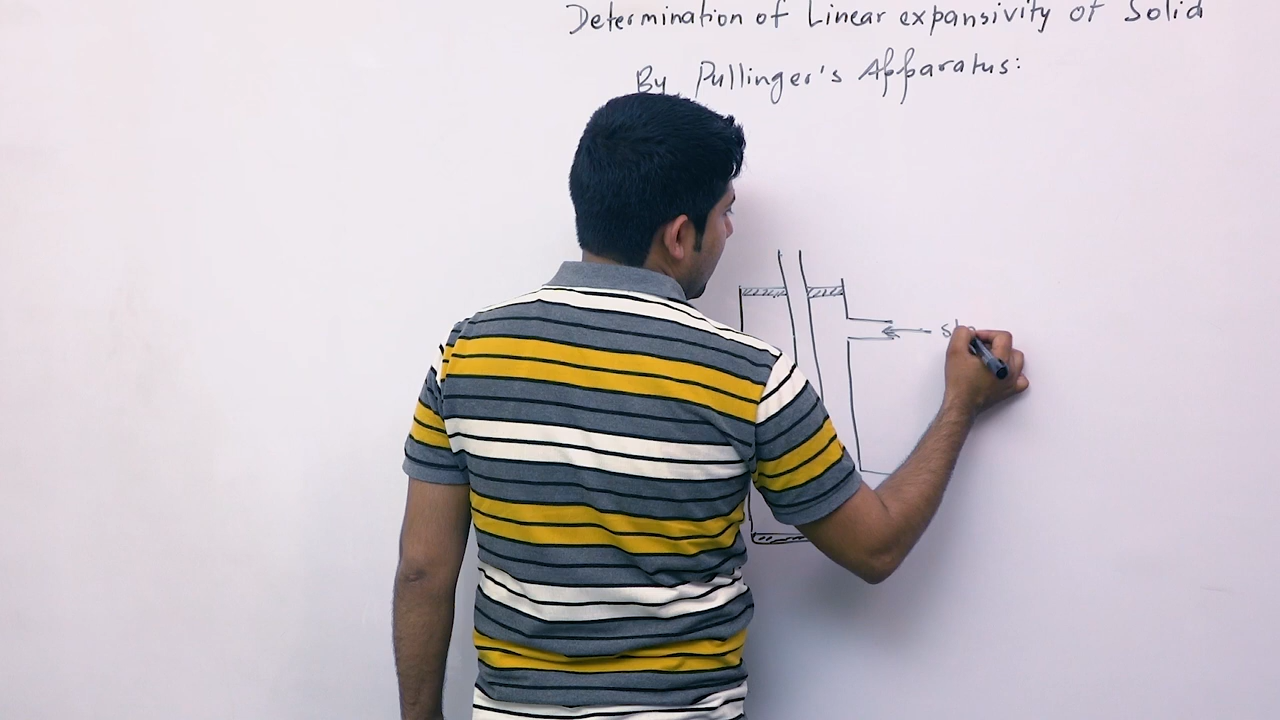 Determination of Linear expansivity of Solid
By Pullinger's Apparatus: